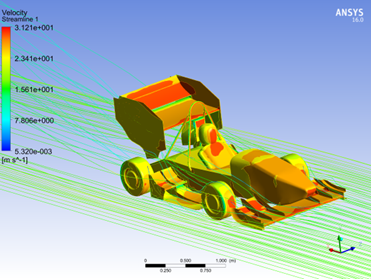 Velocity
Streamline 1
3.121e+001
2.341e+001
1.561e+001
7.806e+000
5.320e-003
[m s^-1]
ANSYS
16.0
0 0.500 1.000 (m)
0.250 0.750